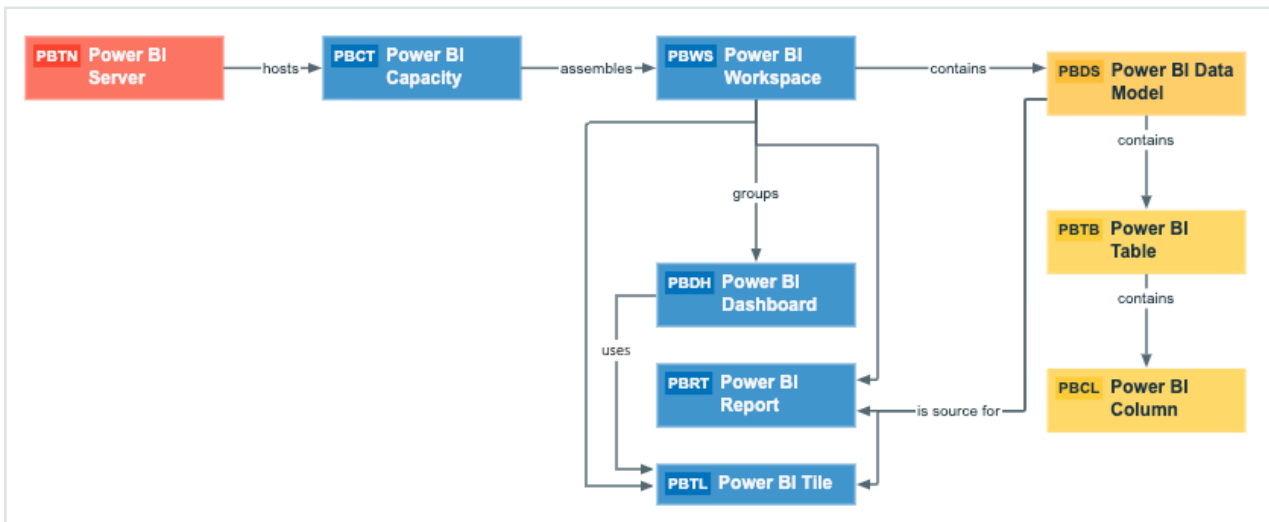 PBTN Power BI
Server
hosts
PBCT Power BI
Capacity
assembles
PBWS Power BI
Workspace
contains
PBDS Power BI Data
Model
contains
groups
PBTB Power BI
Table
PBDH Power BI
Dashboard
contains
uses
PBRT Power BI
Report
PBCL Power BI
Column
is source for
PBTL Power BI Tile